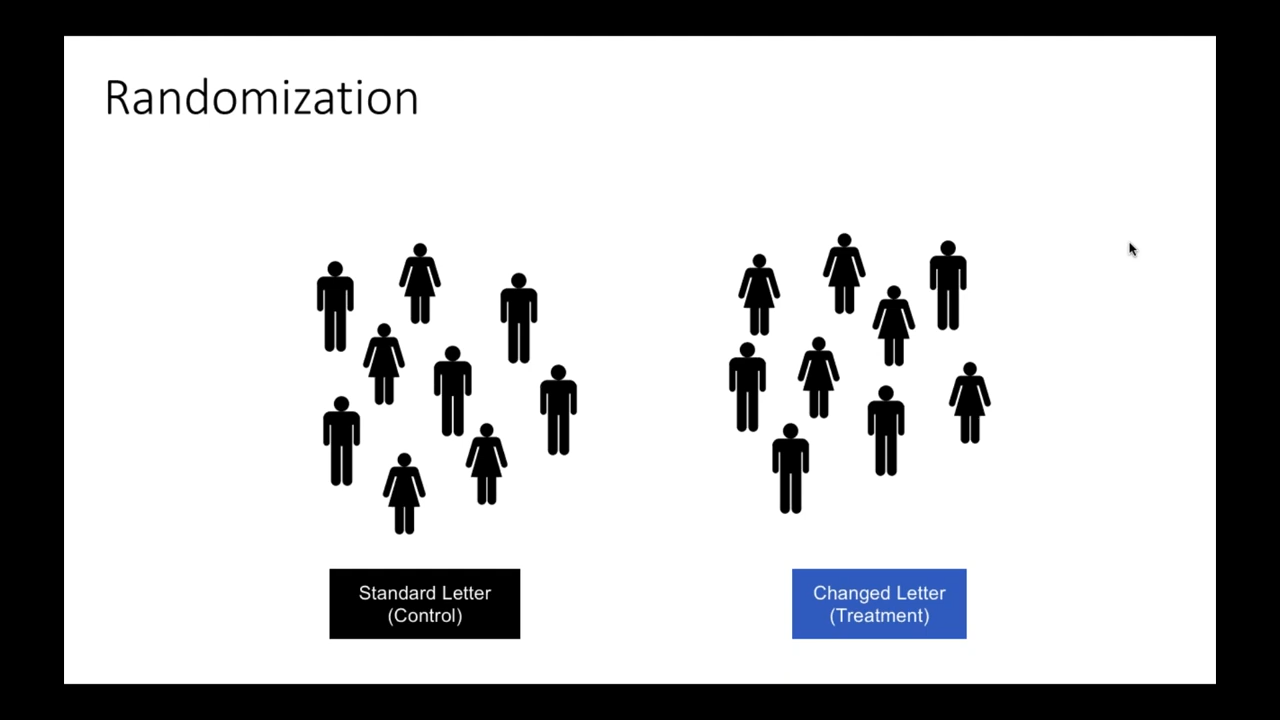 Randomization
Standard Letter
(Control)
Changed Letter
(Treatment)